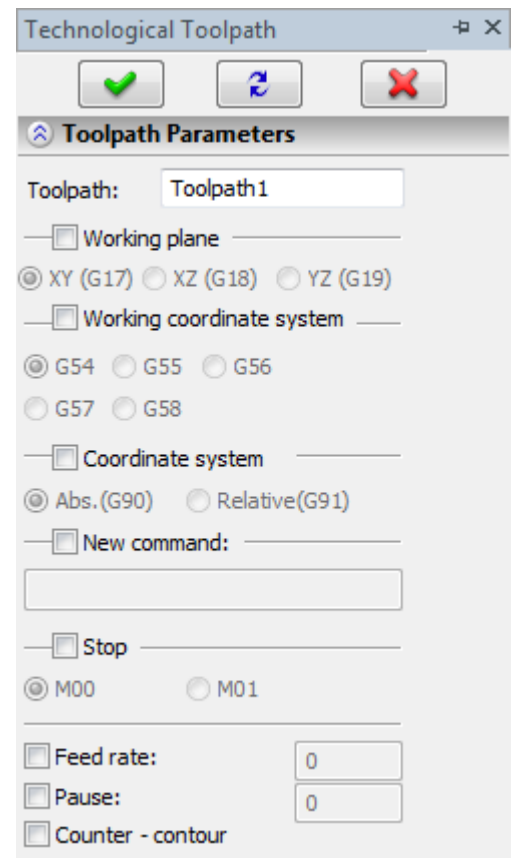 Technological Toolpath
Toolpath Parameters
Toolpath: Toolpath1
Working plane
XY (G17) XZ (G18) YZ (G19)
Working coordinate system
G54 G55 G56
G57 G58
Coordinate system
Abs.(G90) Relative(G91)
New command:
Stop
M00 M01
Feed rate: 0
Pause: 0
Counter - contour